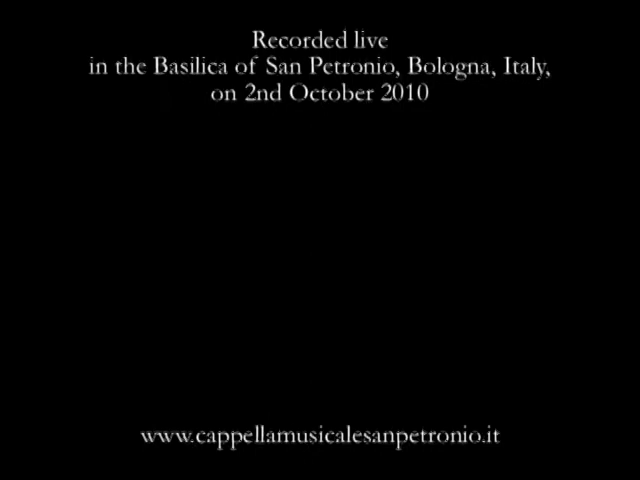 Recorded live
in the Basilica of San Petronio, Bologna, Italy,
on 2nd October 2010
www.cappellamusicalesanpetronio.it